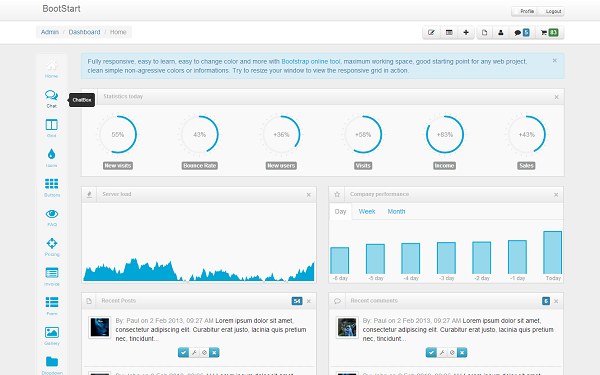 BootStart
Profile
Logout
Admin / Dashboard / Home
5
83
Home
Fully responsive, easy to learn, easy to change color and more with Bootstrap online tool, maximum working space, good starting point for any web project,
clean simple non-agressive colors or informations. Try to resize your window to view the responsive grid in action.
Chat
ChatBox
Statistics today
55%
43%
+36%
+58%
+83%
+43%
New visits
Bounce Rate
New users
Visits
Income
Sales
Grid
Icons
Buttons
FAQ
Pricing
Invoice
Form
Gallery
Dropdown
Server load
Company performance
Day
Week
Month
-6 day
-5 day
-4 day
-3 day
-2 day
-1 day
Today
Recent Posts
54
By: Paul on 2 Feb 2013, 09:27 AM Lorem ipsum dolor sit amet,
consectetur adipiscing elit. Curabitur erat justo, lacinia quis pretium
nec, tincidunt...
Recent comments
6
By: Paul on 2 Feb 2013, 09:27 AM Lorem ipsum dolor sit amet,
consectetur adipiscing elit. Curabitur erat justo, lacinia quis pretium
nec, tincidunt...